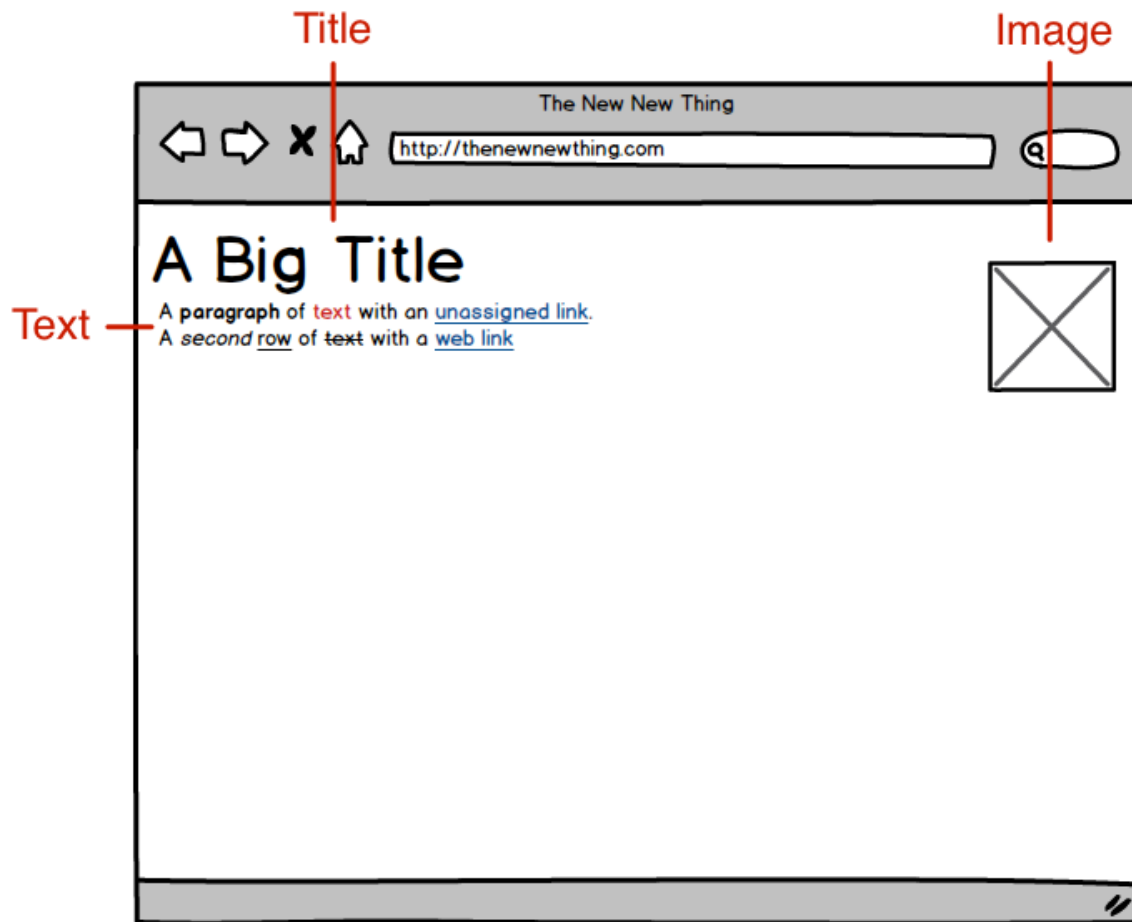 Title
Image
The New New Thing
http://thenewnewthing.com
A Big Title
Text
A paragraph of text with an unassigned link.
A second row of text with a web link